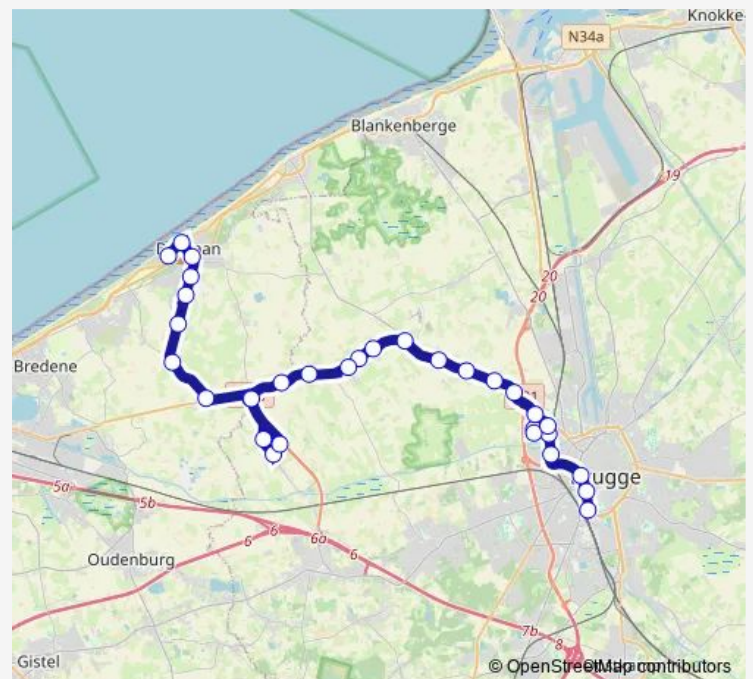 Knokke
N34a
Blankenberge
19
20
20
Bredene
Brugge
5a
5b
6
6
6a
6
Oudenburg
7b
8
Gistel
© OpenStreetMap contributors